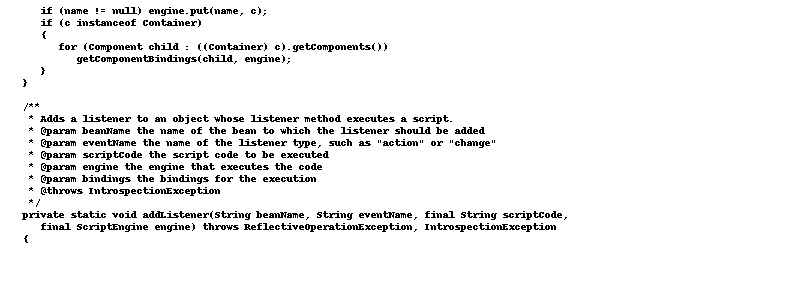 if (name != null) engine.put(name, c);
if (c instanceof Container)
{
for (Component child : ((Container) c).getComponents())
getComponentBindings(child, engine);
}
}
/**
* Adds a listener to an object whose listener method executes a script.
* @param beanName the name of the bean to which the listener should be added
* @param eventName the name of the listener type, such as "action" or "change"
* @param scriptCode the script code to be executed
* @param engine the engine that executes the code
* @param bindings the bindings for the execution
* @throws IntrospectionException
*/
private static void addListener(String beanName, String eventName, final String scriptCode,
final ScriptEngine engine) throws ReflectiveOperationException, IntrospectionException
{